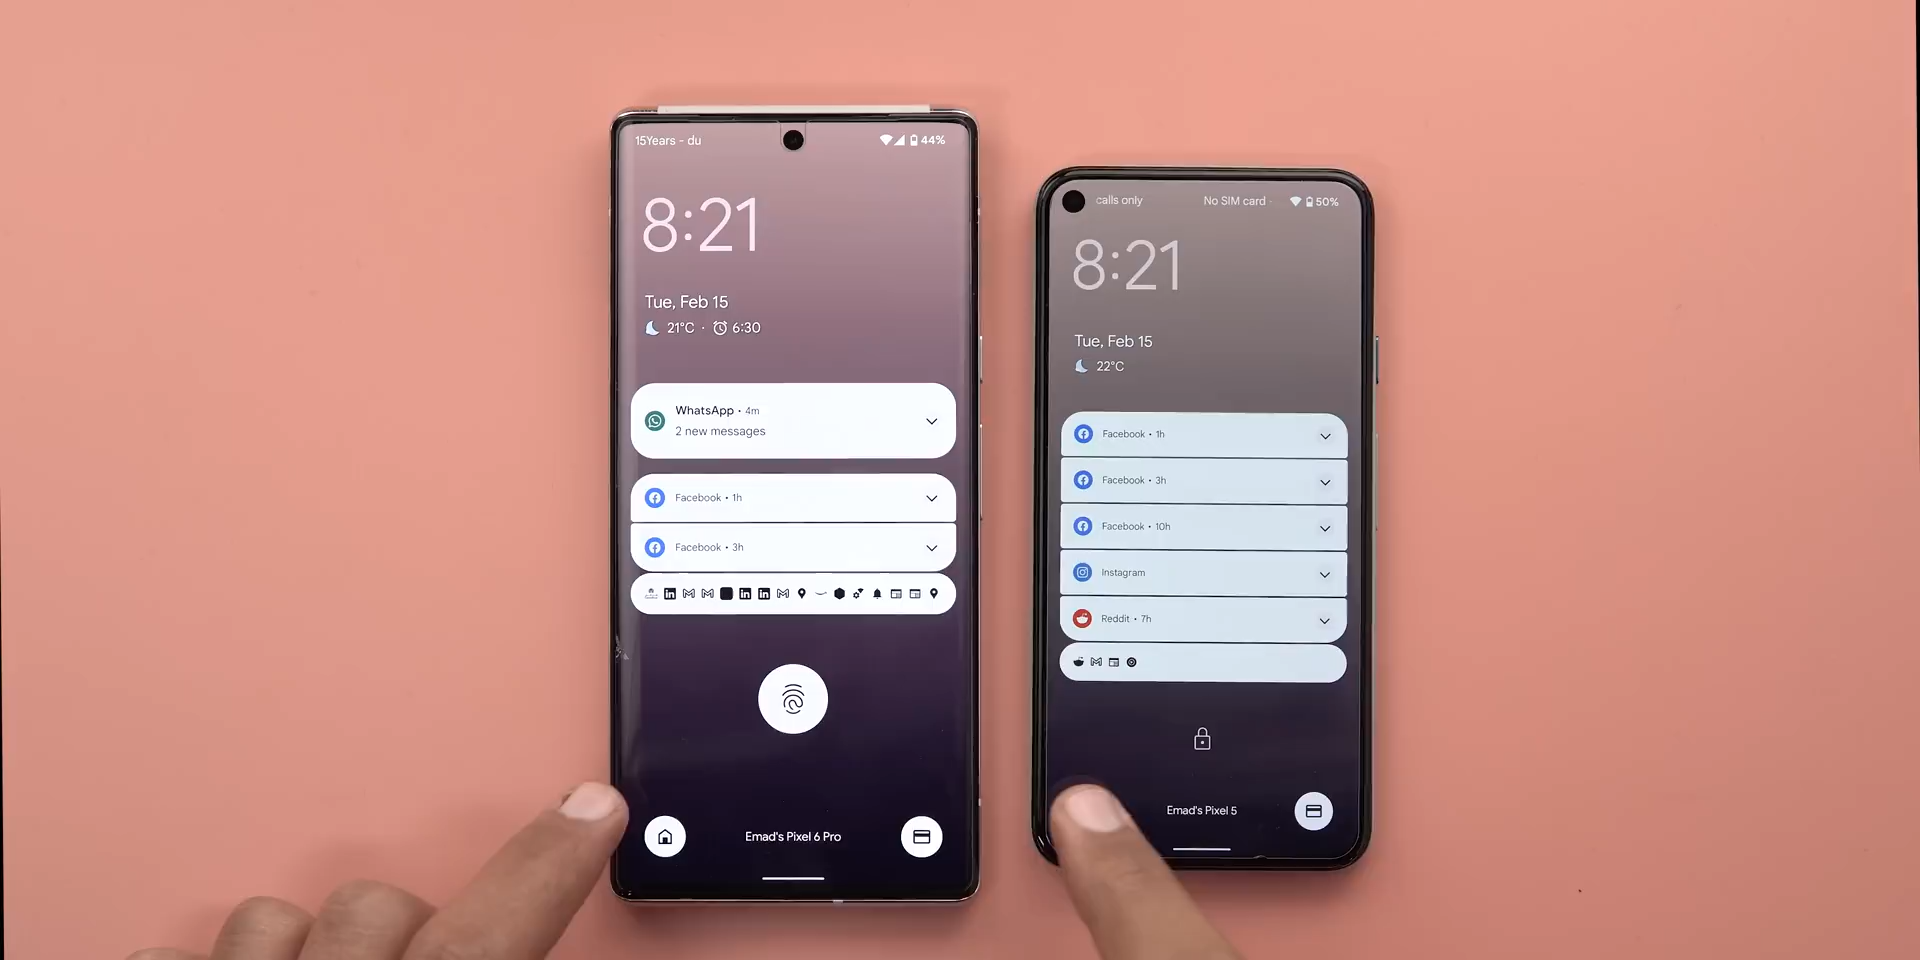 15Years - du
44%
8:21
Tue, Feb 15
21°C · 6:30
WhatsApp • 4m
2 new messages
Facebook • 1h
Facebook • 3h
Emad's Pixel 6 Pro
calls only
No SIM card
50%
8:21
Tue, Feb 15
22°C
Facebook • 1h
Facebook • 3h
Facebook • 10h
Instagram
Reddit • 7h
Emad's Pixel 5